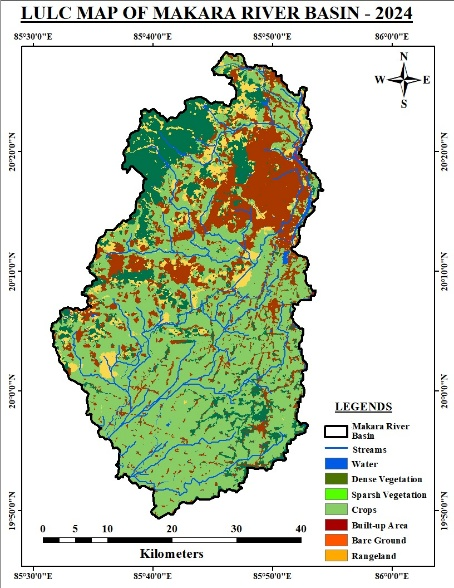 LULC MAP OF MAKARA RIVER BASIN - 2024
85°30'0"E 85°40'0"E 85°50'0"E 86°0'0"E
N
W E
S
20°20'0"N 20°20'0"N
20°10'0"N 20°10'0"N
20°0'0"N 20°0'0"N
19°50'0"N 19°50'0"N
LEGENDS
Makara River
Basin
Streams
Water
Dense Vegetation
Sparsh Vegetation
Crops
Built-up Area
Bare Ground
Rangeland
0 5 10 20 30 40
Kilometers
85°30'0"E 85°40'0"E 85°50'0"E 86°0'0"E